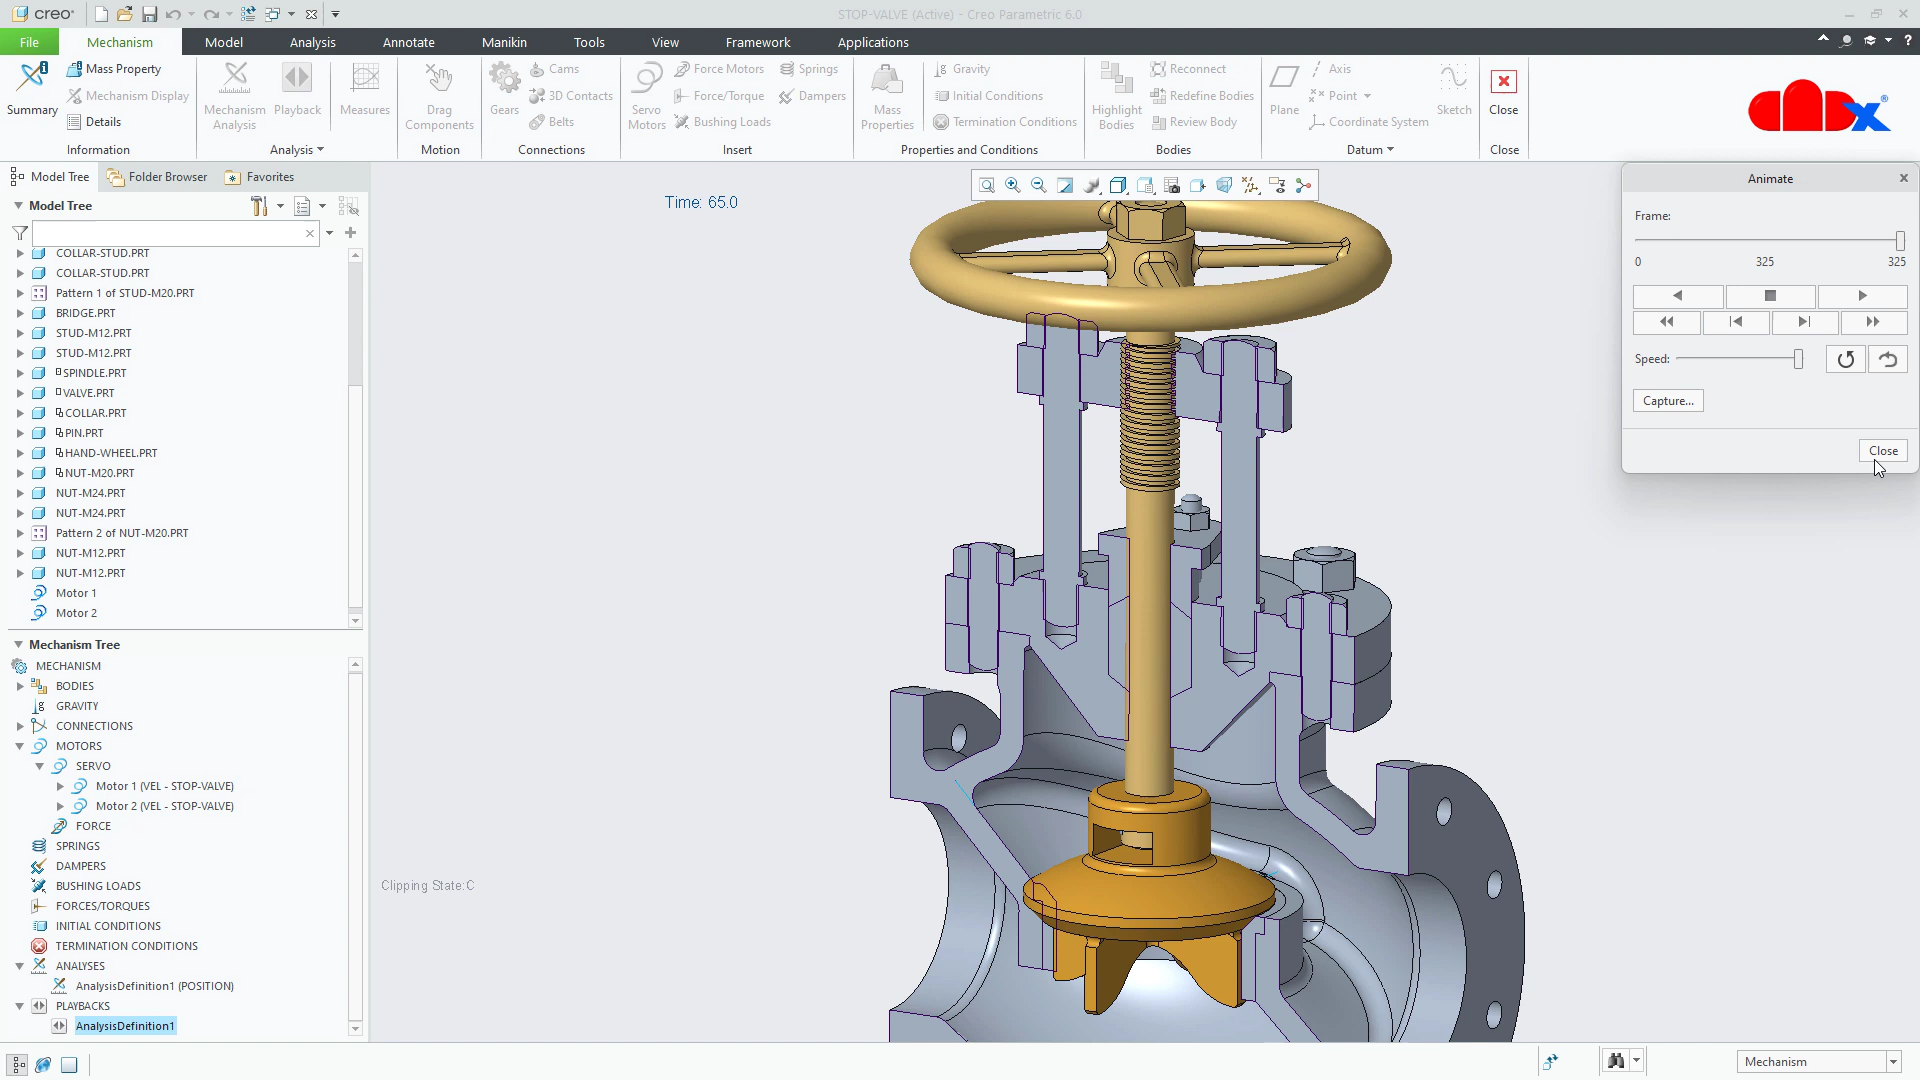 creo
STOP-VALVE (Active) - Creo Parametric 6.0
File
Mechanism
Model
Analysis
Annotate
Manikin
Tools
View
Framework
Applications
Summary
Mass Property
Mechanism Display
Details
Information
Mechanism
Analysis
Playback
Measures
Analysis
Drag
Components
Motion
Gears
Cams
3D Contacts
Belts
Connections
Servo
Motors
Force Motors
Force/Torque
Bushing Loads
Springs
Dampers
Insert
Mass
Properties
Gravity
Initial Conditions
Termination Conditions
Properties and Conditions
Highlight
Bodies
Reconnect
Redefine Bodies
Review Body
Bodies
Plane
Axis
Point
Coordinate System
Sketch
Datum
Close
Close
CADX®
Model Tree
Folder Browser
Favorites
Model Tree
COLLAR-STUD.PRT
COLLAR-STUD.PRT
Pattern 1 of STUD-M20.PRT
BRIDGE.PRT
STUD-M12.PRT
STUD-M12.PRT
SPINDLE.PRT
VALVE.PRT
COLLAR.PRT
PIN.PRT
HAND-WHEEL.PRT
NUT-M20.PRT
NUT-M24.PRT
NUT-M24.PRT
Pattern 2 of NUT-M20.PRT
NUT-M12.PRT
NUT-M12.PRT
Motor 1
Motor 2
Mechanism Tree
MECHANISM
BODIES
GRAVITY
CONNECTIONS
MOTORS
SERVO
Motor 1 (VEL - STOP-VALVE)
Motor 2 (VEL - STOP-VALVE)
FORCE
SPRINGS
DAMPERS
BUSHING LOADS
FORCES/TORQUES
INITIAL CONDITIONS
TERMINATION CONDITIONS
ANALYSES
AnalysisDefinition1 (POSITION)
PLAYBACKS
AnalysisDefinition1
Time: 65.0
Clipping State:C
Animate
Frame:
0 325 325
Speed:
Capture...
Close
Mechanism